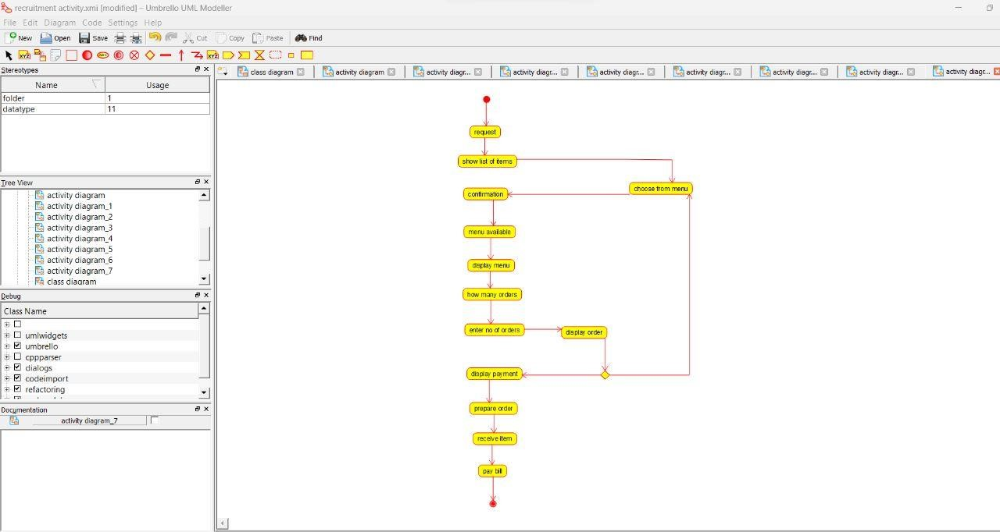 recruitment activity.xmi [modified] – Umbrello UML Modeller
File Edit Diagram Code Settings Help
New Open Save Cut Copy Paste Find
XYZ ABC XYZ
Stereotypes
Name Usage
folder 1
datatype 11
Tree View
activity diagram
activity diagram_1
activity diagram_2
activity diagram_3
activity diagram_4
activity diagram_5
activity diagram_6
activity diagram_7
class diagram
Debug
Class Name
umlwidgets
umbrello
cppparser
dialogs
codeimport
refactoring
Documentation
activity diagram_7
class diagram activity diagram activity diagr... activity diagr... activity diagr... activity diagr... activity diagr... activity diagr... activity diagr...
request
show list of items
choose from menu
confirmation
menu available
display menu
how many orders
enter no of orders
display order
display payment
prepare order
receive item
pay bill